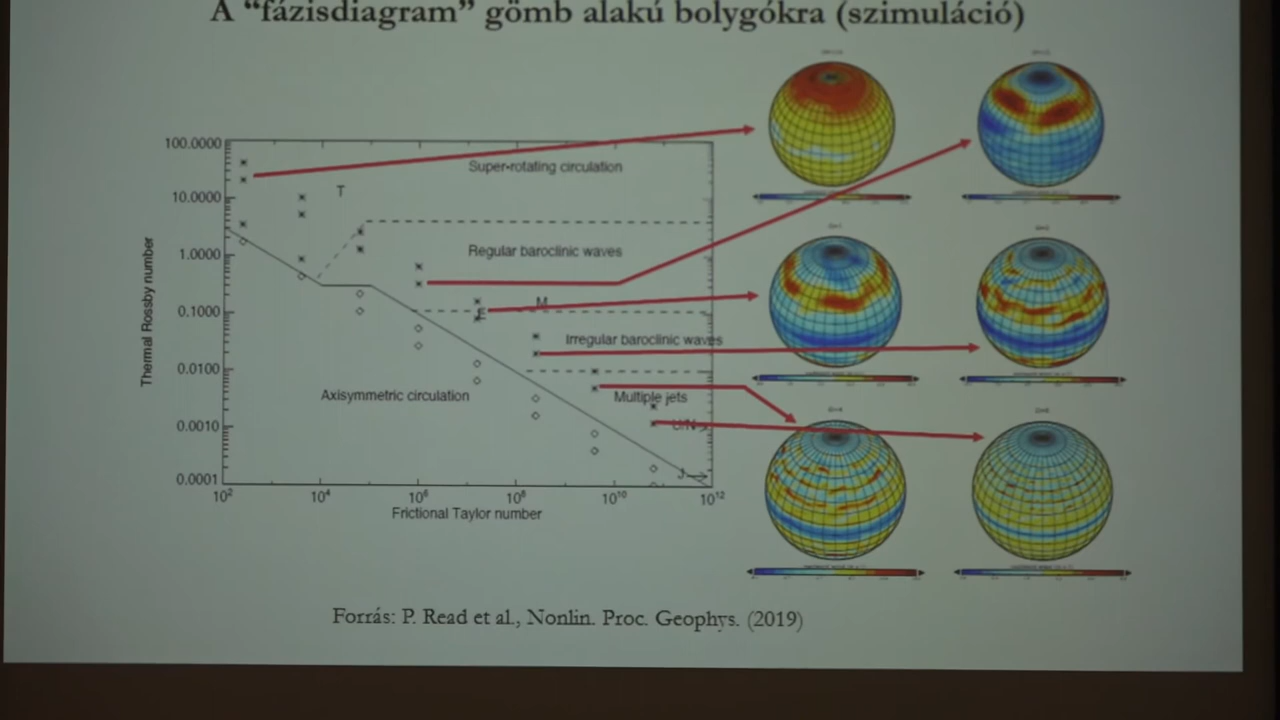 A “fázisdiagram” gömb alakú bolygókra (szimuláció)
100.0000
10.0000
1.0000
0.1000
0.0100
0.0010
0.0001
Thermal Rossby number
Super-rotating circulation
T
Regular baroclinic waves
M
E
Irregular baroclinic waves
Axisymmetric circulation
Multiple jets
U/N
J
10² 10⁴ 10⁶ 10⁸ 10¹⁰ 10¹²
Frictional Taylor number
Forrás: P. Read et al., Nonlin. Proc. Geophys. (2019)